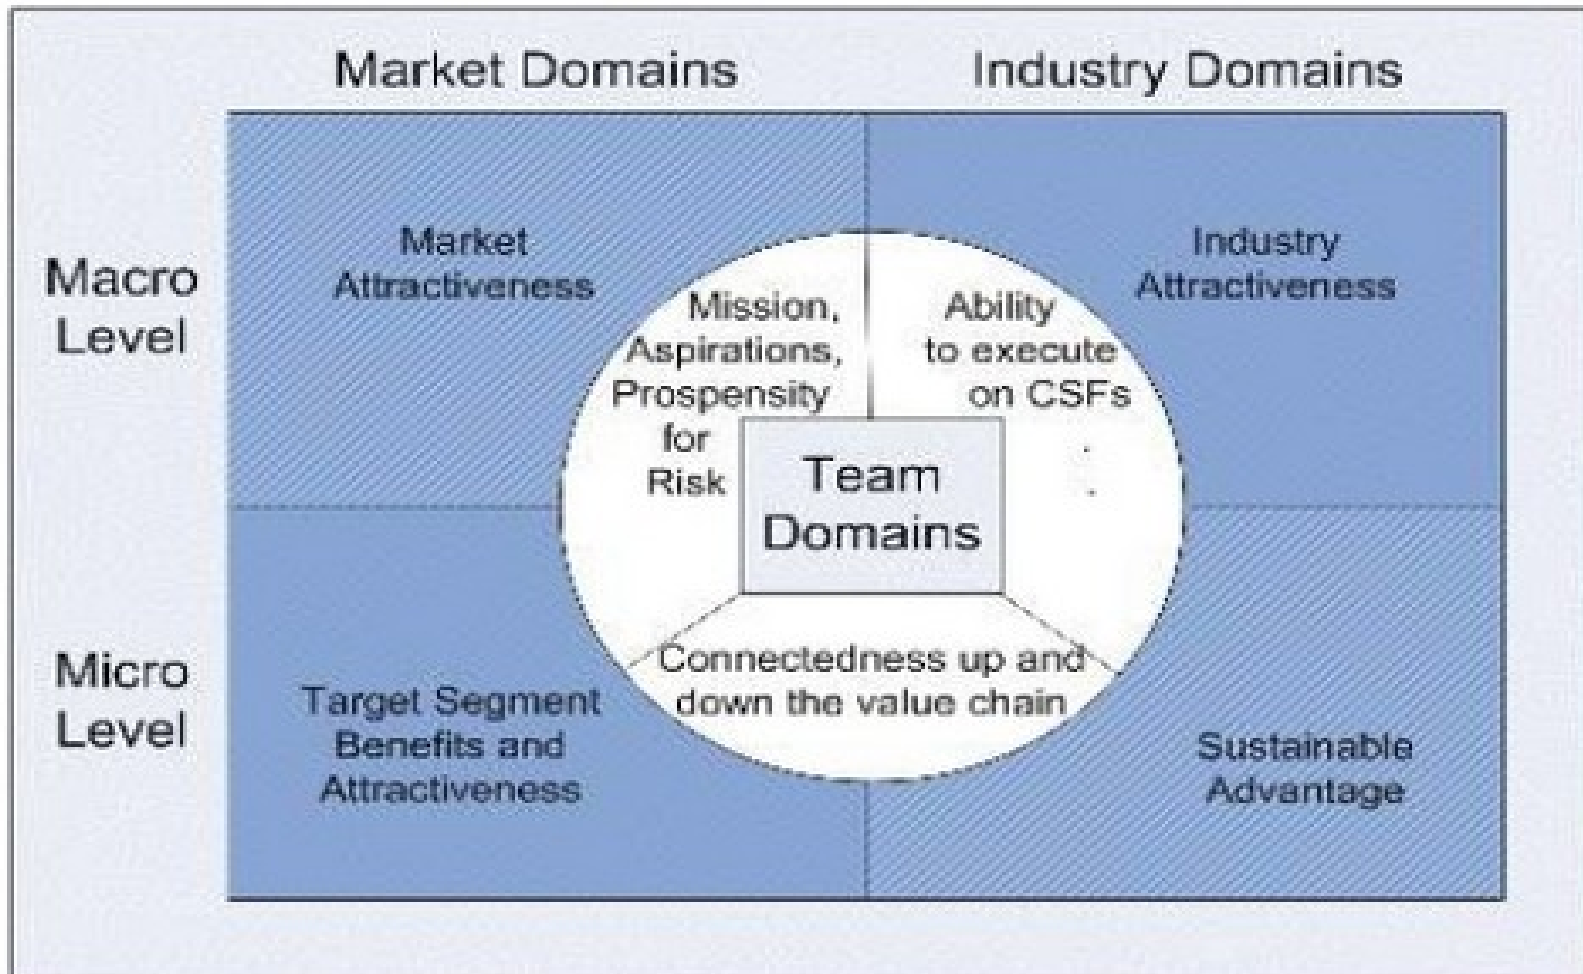 Market Domains
Industry Domains
Macro
Level
Market
Attractiveness
Mission,
Aspirations,
Prospensity
for
Risk
Ability
to execute
on CSFs
Industry
Attractiveness
Team
Domains
Micro
Level
Target Segment
Benefits and
Attractiveness
Connectedness up and
down the value chain
Sustainable
Advantage